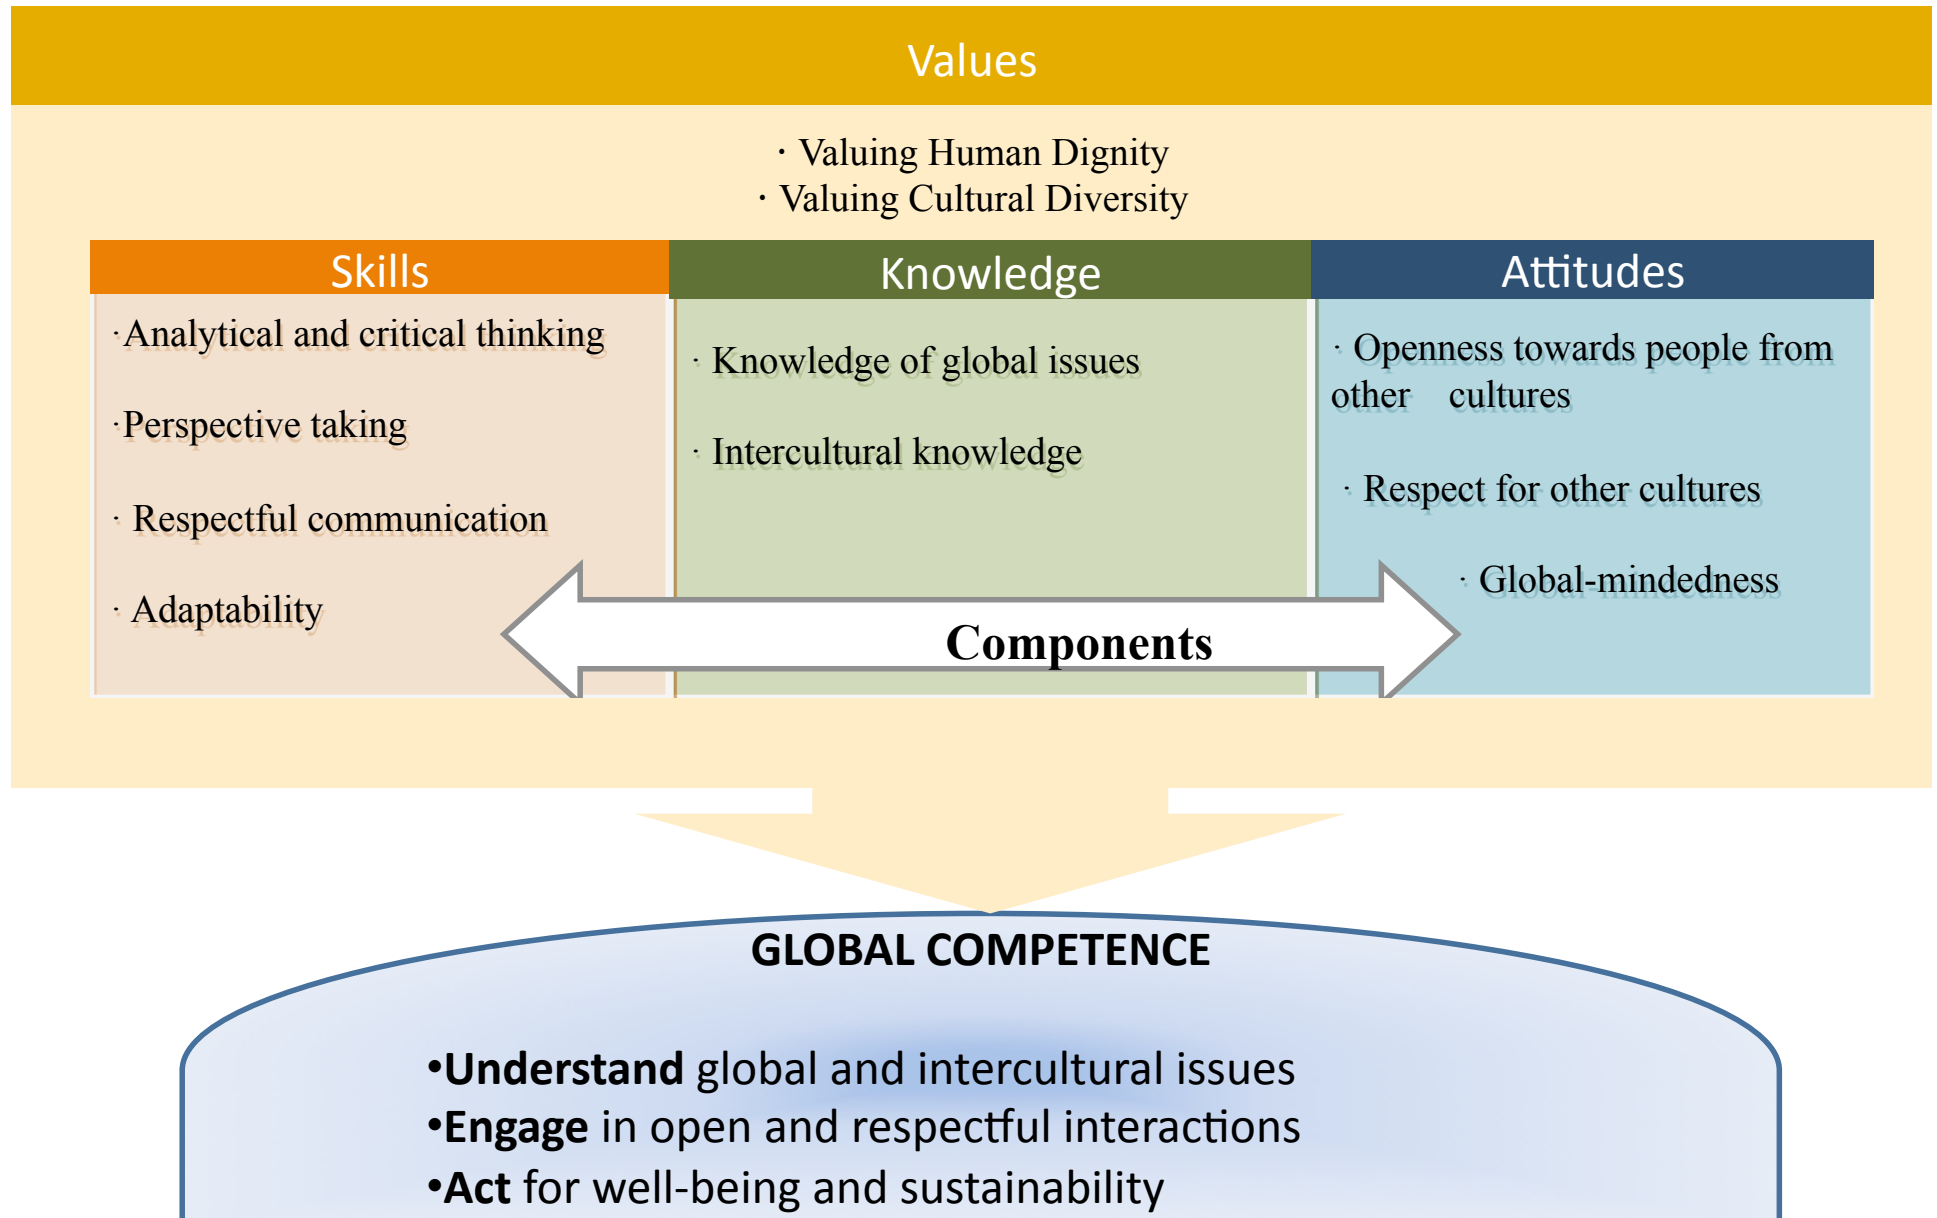 Values
· Valuing Human Dignity
· Valuing Cultural Diversity
Skills
·Analytical and critical thinking
·Perspective taking
· Respectful communication
· Adaptability
Knowledge
· Knowledge of global issues
· Intercultural knowledge
Attitudes
· Openness towards people from
other cultures
· Respect for other cultures
· Global-mindedness
Components
GLOBAL COMPETENCE
•Understand global and intercultural issues
•Engage in open and respectful interactions
•Act for well-being and sustainability